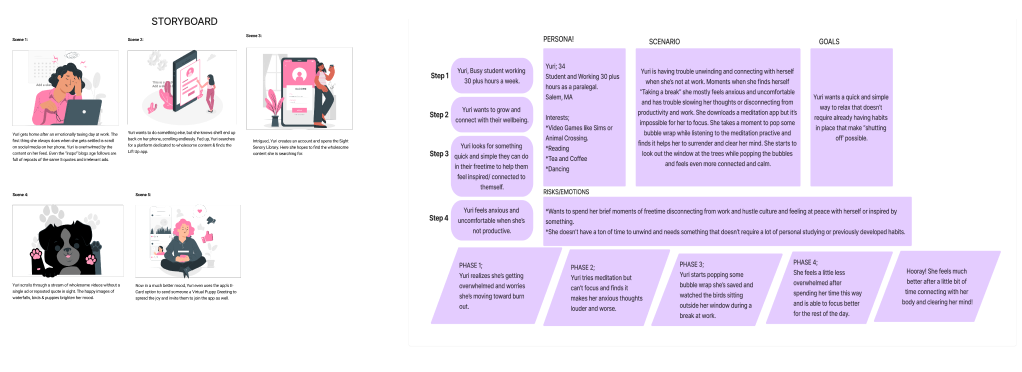 STORYBOARD
Scene 1:
Scene 2:
Scene 3:
Yuri gets home after an emotionally taxing day at work. The
first thing she always does when she gets settled is scroll
on social media on her phone. Yuri is overwhelmed by the
content on her feed. Even the "inspo" blogs age follows are
full of reposts of the same 5 quotes and irrelevant ads.
Yuri wants to do something else, but she knows she'll end up
back on her phone, scrolling endlessly. Fed up, Yuri searches
for a platform dedicated to wholesome content & finds the
Lift Up app.
Intrigued, Yuri creates an account and opens the Sight
Sensry Library. Here she hopes to find the wholesome
content she is searching for.
Scene 4:
Scene 5:
Yuri scrolls through a stream of wholesome videos without a
single ad or repeated quote in sight. The happy images of
waterfalls, birds & puppies brighten her mood.
Now in a much better mood, Yuri even uses the app's E-
Card option to send someone a Virtual Puppy Greeting to
spread the joy and invite them to join the app as well.
Step 1
Yuri, Busy student working
30 plus hours a week.
Step 2
Yuri wants to grow and
connect with their wellbeing.
Step 3
Yuri looks for something
quick and simple they can do
in their freetime to help them
feel inspired/ connected to
themself.
Step 4
Yuri feels anxious and
uncomfortable when she's
not productive.
PERSONA!
Yuri; 34
Student and Working 30 plus
hours as a paralegal.
Salem, MA
Interests;
*Video Games like Sims or
Animal Crossing.
*Reading
*Tea and Coffee
*Dancing
SCENARIO
Yuri is having trouble unwinding and connecting with herself
when she's not at work. Moments when she finds herself
"Taking a break" she mostly feels anxious and uncomfortable
and has trouble slowing her thoughts or disconnecting from
productivity and work. She downloads a meditation app but it's
impossible for her to focus. She takes a moment to pop some
bubble wrap while listening to the meditation practive and
finds it helps her to surrender and clear her mind. She starts to
look out the window at the trees while popping the bubbles
and feels even more connected and calm.
GOALS
Yuri wants a quick and simple
way to relax that doesn't
require already having habits
in place that make "shutting
off" possible.
RISKS/EMOTIONS
*Wants to spend her brief moments of freetime disconnecting from work and hustle culture and feeling at peace with herself or inspired by
something.
*She doesn't have a ton of time to unwind and needs something that doesn't require a lot of personal studying or previously developed habits.
PHASE 1;
Yuri realizes she's getting
overwhelmed and worries
she's moving toward burn
out.
PHASE 2;
Yuri tries meditation but
can't focus and finds it
makes her anxious thoughts
louder and worse.
PHASE 3;
Yuri starts popping some
bubble wrap she's saved and
watched the birds sitting
outside her window during a
break at work.
PHASE 4;
She feels a little less
overwhelmed after
spending her time this way
and is able to focus better
for the rest of the day.
Hooray! She feels much
better after a little bit of
time connecting with her
body and clearing her mind!